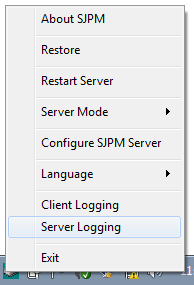 About SJPM
Restore
Restart Server
Server Mode
Configure SJPM Server
Language
Client Logging
Server Logging
Exit